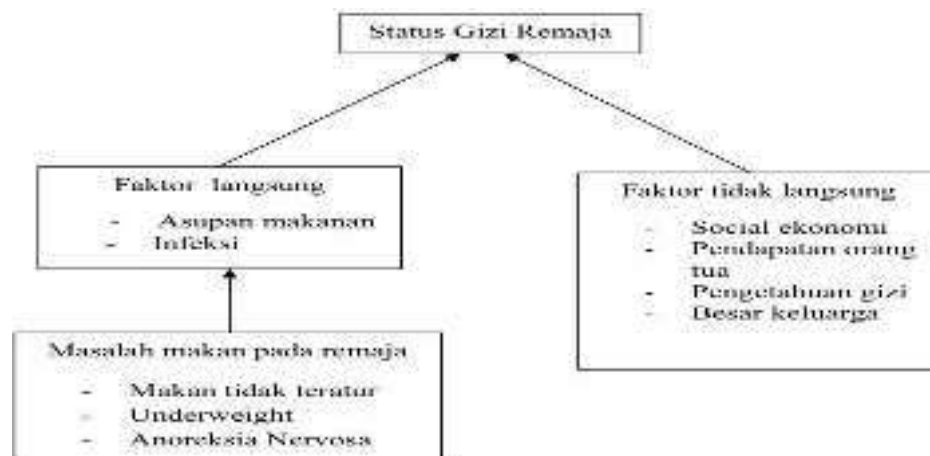 Status Gizi Remaja
Faktor langsung
- Asupan makanan
- Infeksi
Faktor tidak langsung
- Social ekonomi
- Pendapatan orang
tua
- Pengetahuan gizi
- Besar keluarga
Masalah makan pada remaja
- Makan tidak teratur
- Underweight
- Anoreksia Nervosa